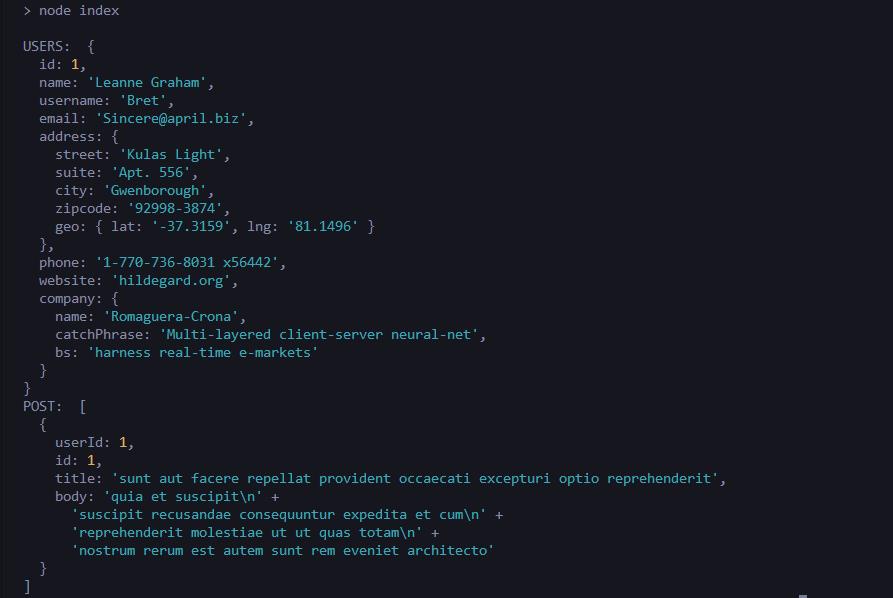 > node index
USERS:  {
  id: 1,
  name: 'Leanne Graham',
  username: 'Bret',
  email: 'Sincere@april.biz',
  address: {
    street: 'Kulas Light',
    suite: 'Apt. 556',
    city: 'Gwenborough',
    zipcode: '92998-3874',
    geo: { lat: '-37.3159', lng: '81.1496' }
  },
  phone: '1-770-736-8031 x56442',
  website: 'hildegard.org',
  company: {
    name: 'Romaguera-Crona',
    catchPhrase: 'Multi-layered client-server neural-net',
    bs: 'harness real-time e-markets'
  }
}
POST:  [
  {
    userId: 1,
    id: 1,
    title: 'sunt aut facere repellat provident occaecati excepturi optio reprehenderit',
    body: 'quia et suscipit\n' +
      'suscipit recusandae consequuntur expedita et cum\n' +
      'reprehenderit molestiae ut ut quas totam\n' +
      'nostrum rerum est autem sunt rem eveniet architecto'
  }
]